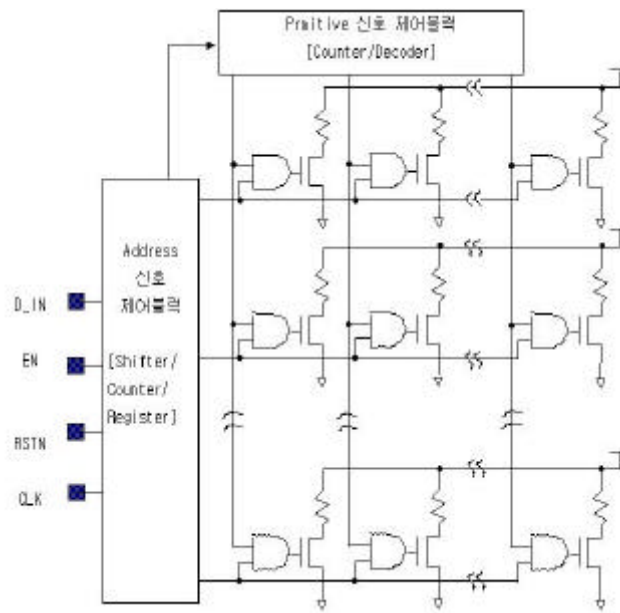 Prmitive 신호 제어블럭
[Counter/Decoder]
Address
신호
제어블럭
[Shifter/
Counter/
Register]
D_IN
EN
RSTN
CLK